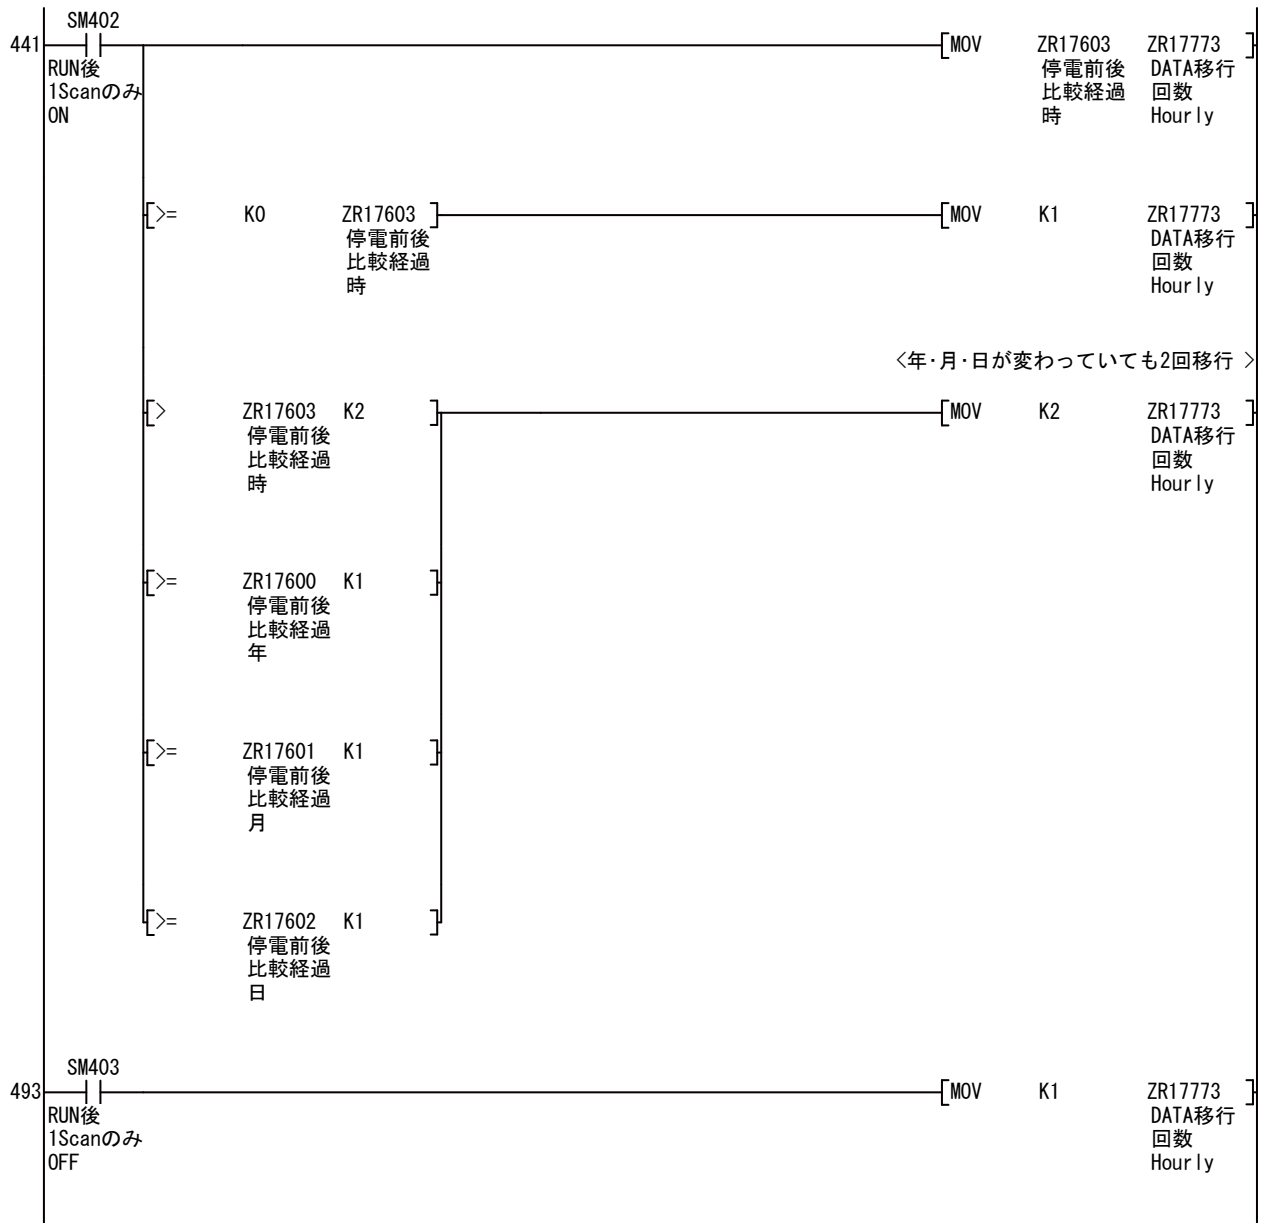 SM402
441 [MOV ZR17603 ZR17773 ]
RUN後 停電前後 DATA移行
1Scanのみ 比較経過 回数
ON 時 Hourly
[>= K0 ZR17603 ] [MOV K1 ZR17773 ]
停電前後 DATA移行
比較経過 回数
時 Hourly
<年･月･日が変わっていても2回移行 >
[> ZR17603 K2 ] [MOV K2 ZR17773 ]
停電前後 DATA移行
比較経過 回数
時 Hourly
[>= ZR17600 K1 ]
停電前後
比較経過
年
[>= ZR17601 K1 ]
停電前後
比較経過
月
[>= ZR17602 K1 ]
停電前後
比較経過
日
SM403
493 [MOV K1 ZR17773 ]
RUN後 DATA移行
1Scanのみ 回数
OFF Hourly